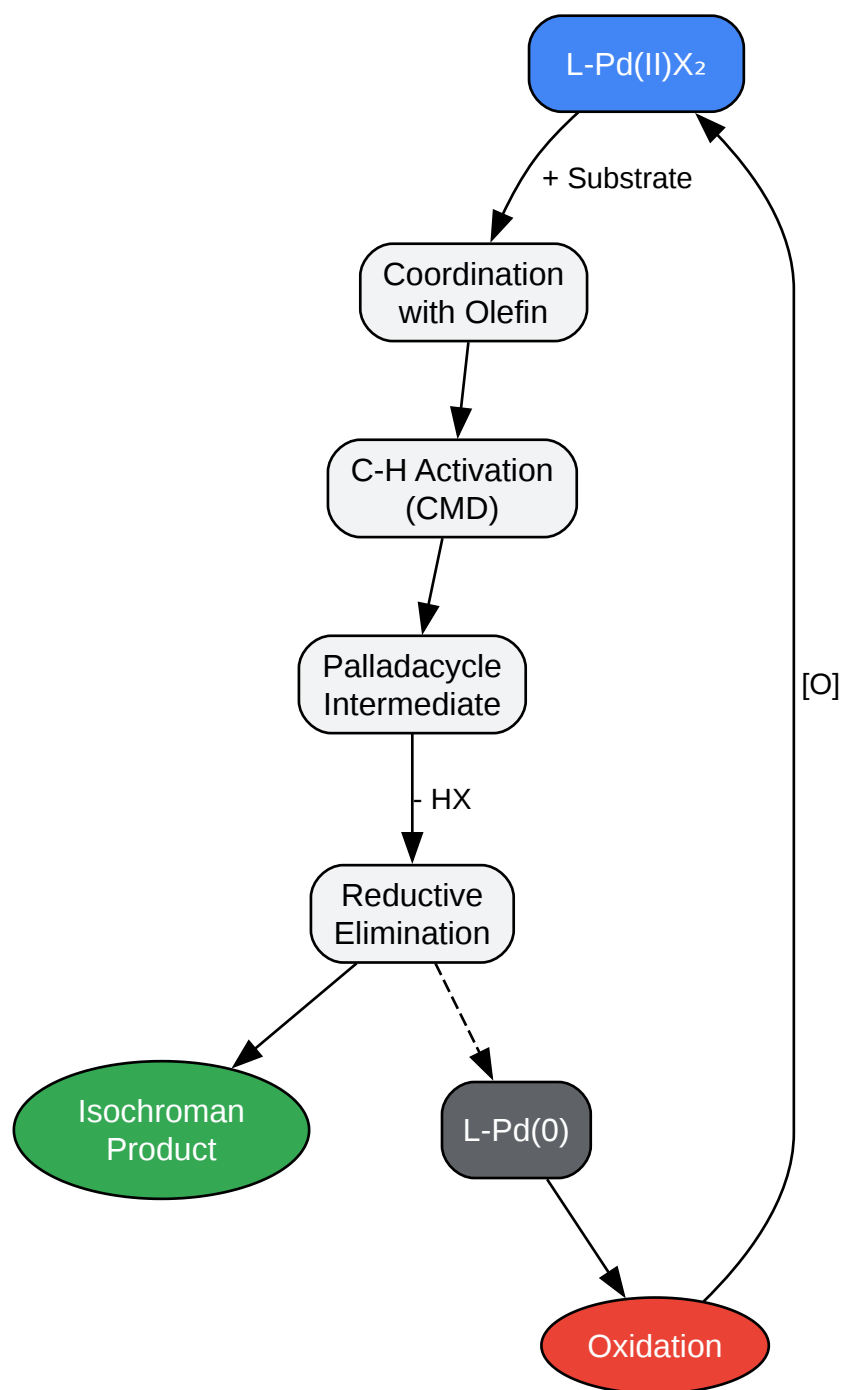 L-Pd(II)X₂
+ Substrate
Coordination
with Olefin
C-H Activation
(CMD)
Palladacycle
Intermediate
[O]
- HX
Reductive
Elimination
Isochroman
Product
L-Pd(0)
Oxidation